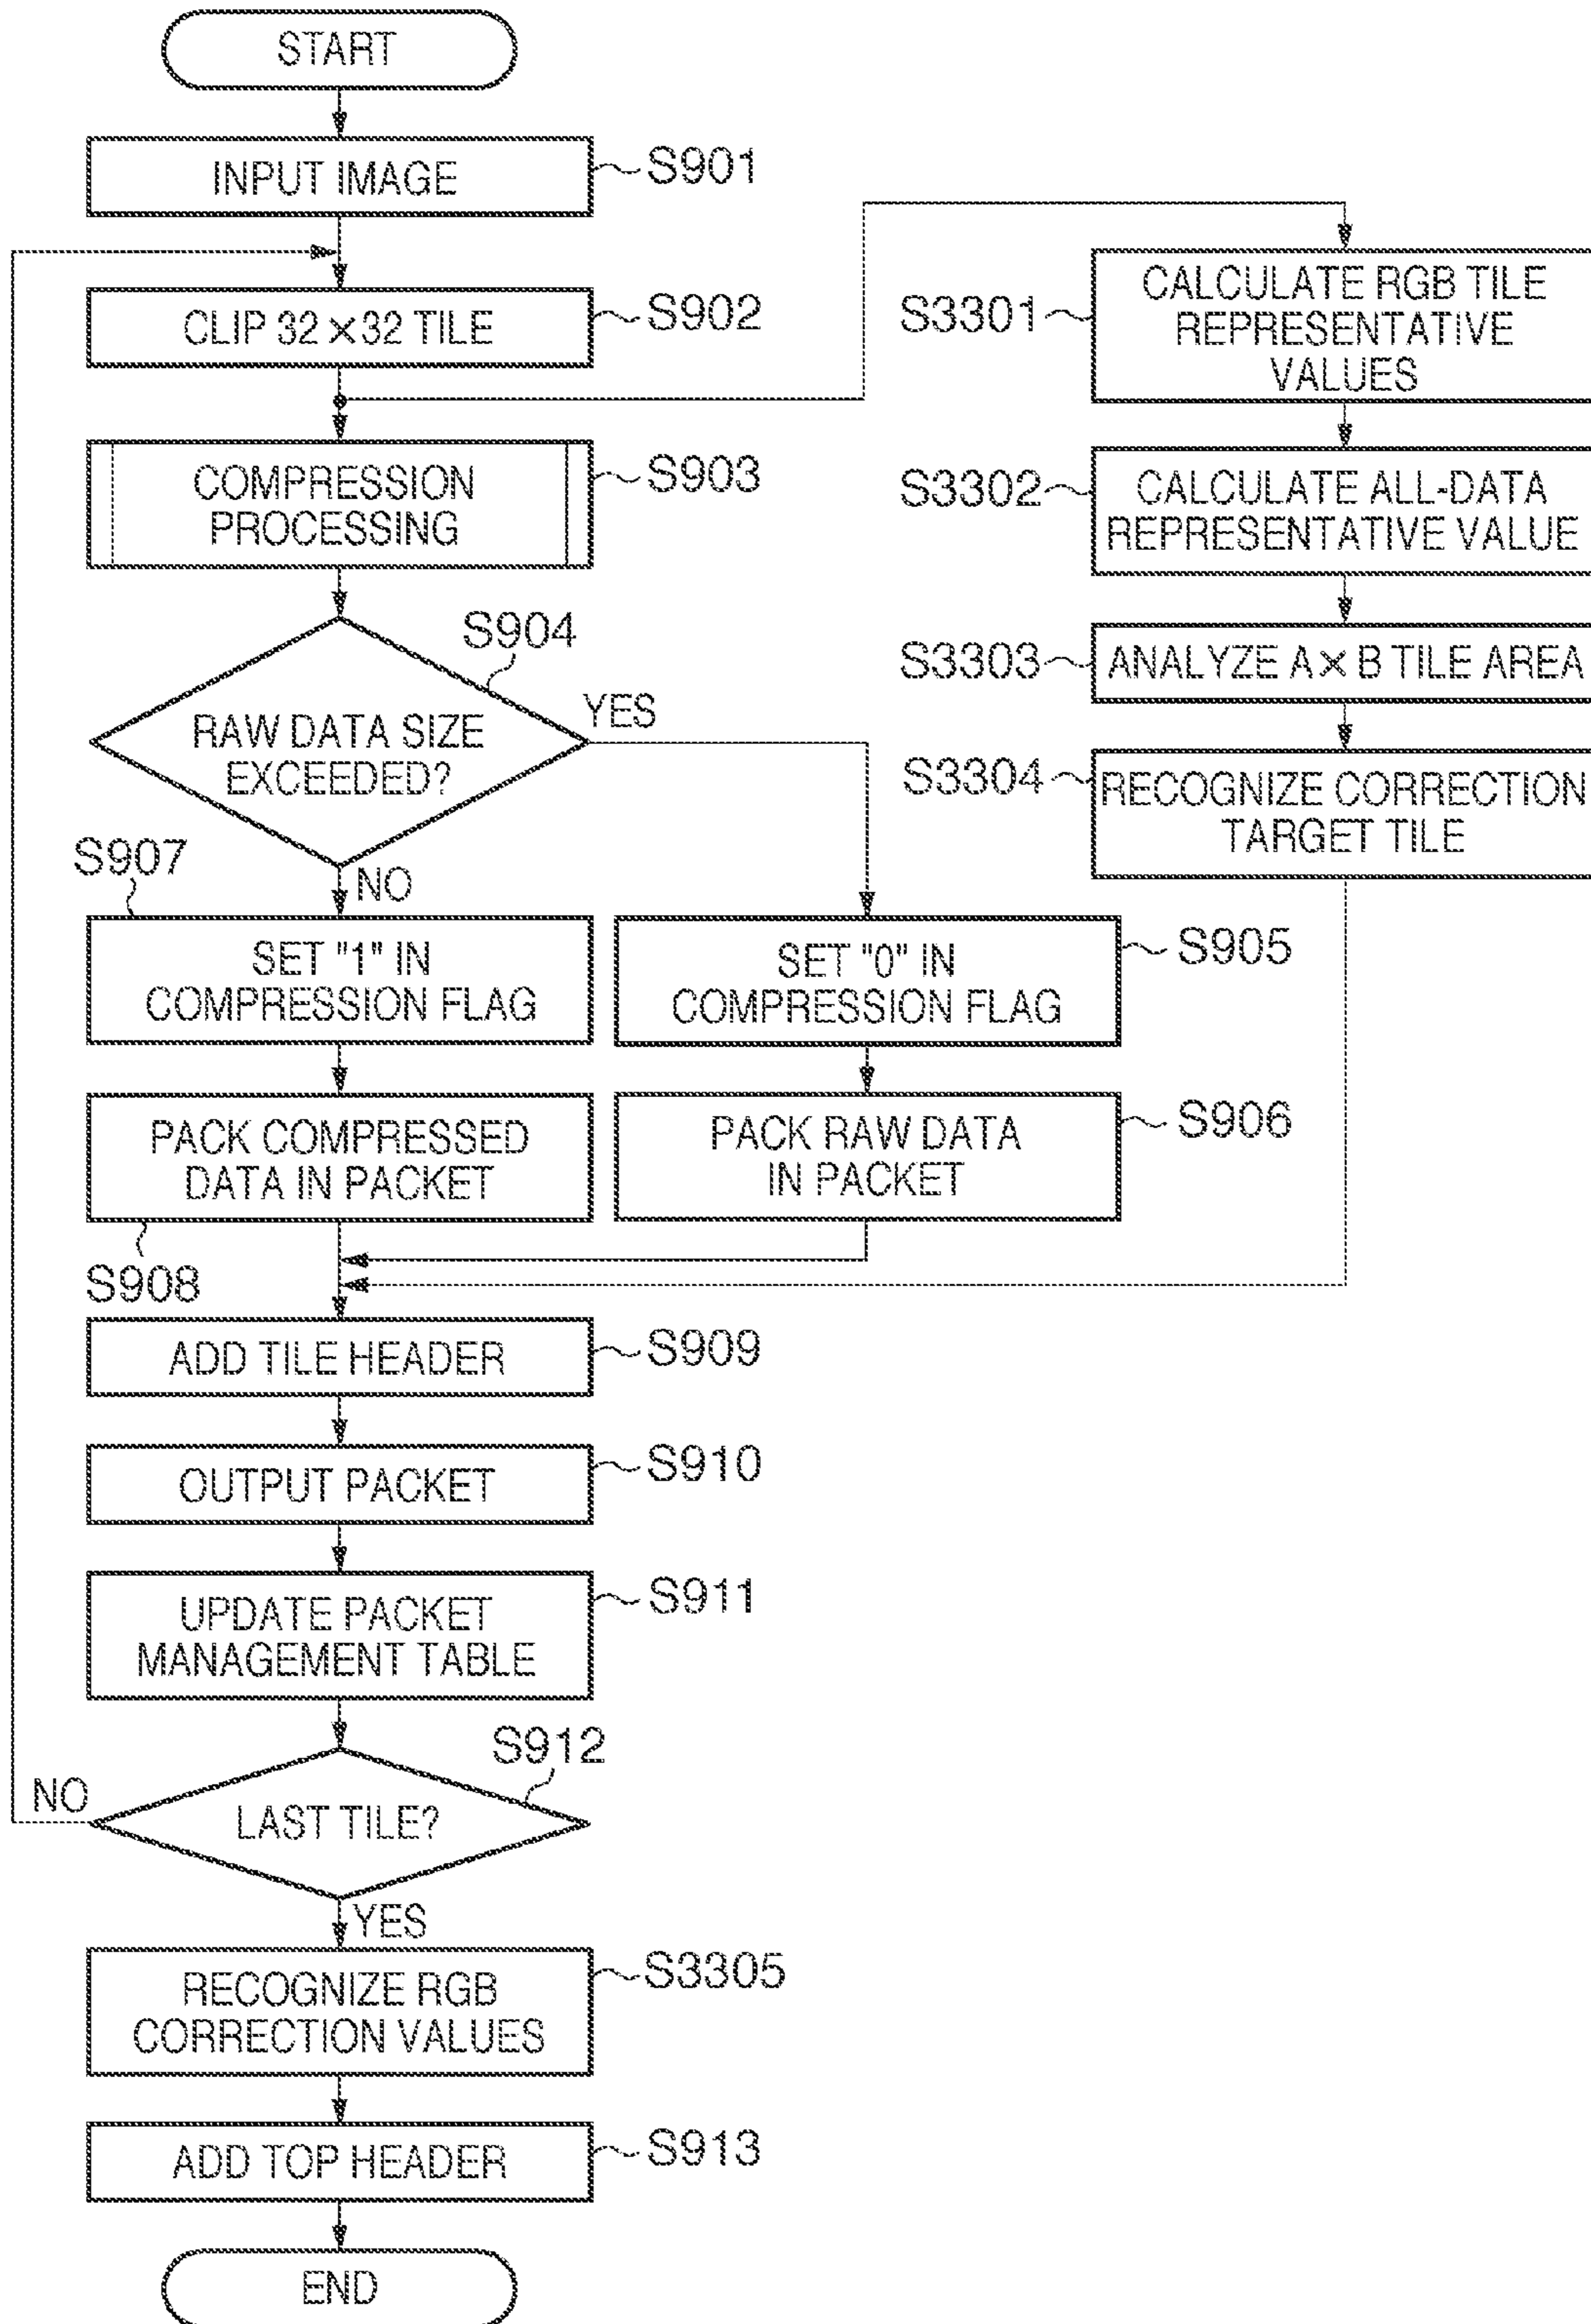 START
INPUT IMAGE
S901
CLIP 32×32 TILE
S902
COMPRESSION
PROCESSING
S903
S904
RAW DATA SIZE
EXCEEDED?
YES
NO
S907
SET "1" IN
COMPRESSION FLAG
SET "0" IN
COMPRESSION FLAG
S905
PACK COMPRESSED
DATA IN PACKET
S908
PACK RAW DATA
IN PACKET
S906
S3301
CALCULATE RGB TILE
REPRESENTATIVE
VALUES
S3302
CALCULATE ALL-DATA
REPRESENTATIVE VALUE
S3303
ANALYZE A×B TILE AREA
S3304
RECOGNIZE CORRECTION
TARGET TILE
ADD TILE HEADER
S909
OUTPUT PACKET
S910
UPDATE PACKET
MANAGEMENT TABLE
S911
S912
LAST TILE?
NO
YES
RECOGNIZE RGB
CORRECTION VALUES
S3305
ADD TOP HEADER
S913
END